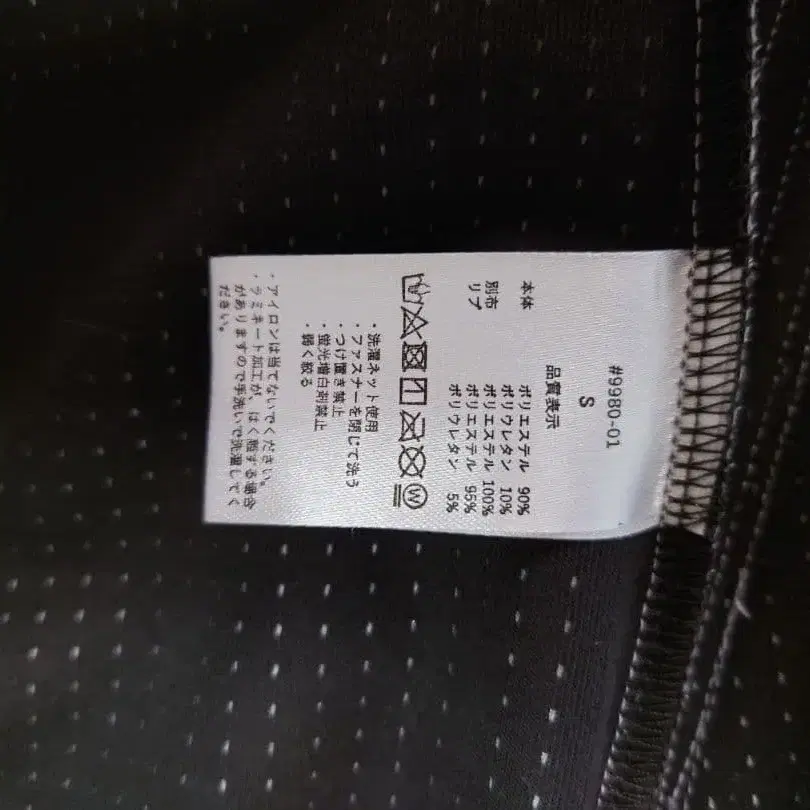 #9980-01
S
品質表示
本体 ポリエステル 90%
ポリウレタン 10%
別布 ポリエステル 100%
リブ ポリエステル 95%
ポリウレタン 5%
W
・洗濯ネット使用
・ファスナーを閉じて洗う
・つけ置き禁止
・蛍光増白剤禁止
・弱く絞る
・アイロンは当てないでください。
・ラミネート加工が、はく離する場合
がありますので手洗いで洗濯してく
ださい。